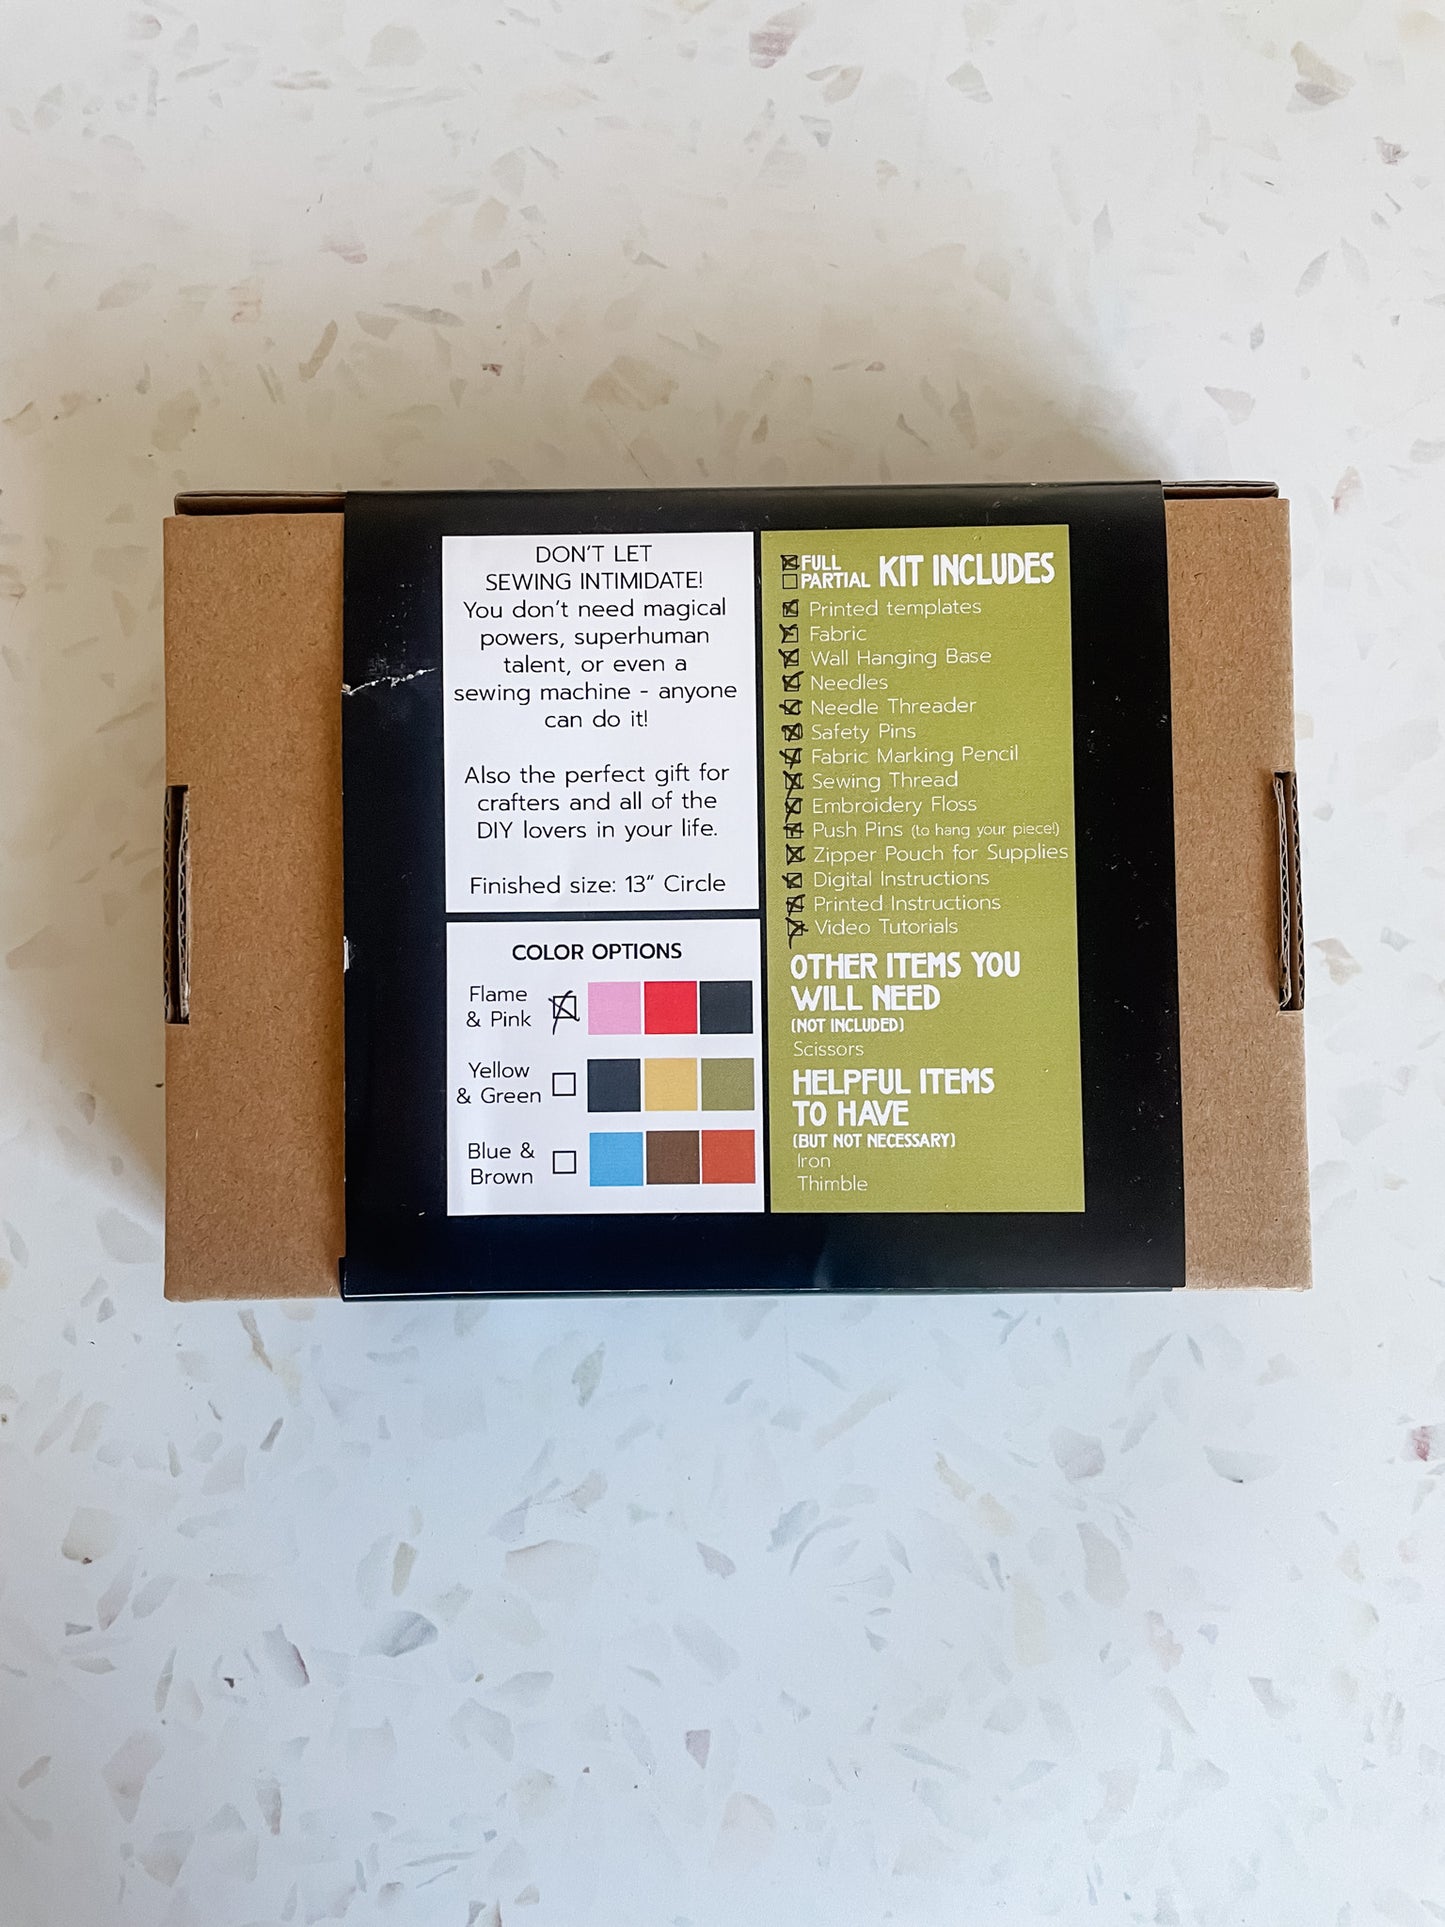 DON'T LET
SEWING INTIMIDATE!
You don't need magical
powers, superhuman
talent, or even a
sewing machine - anyone
can do it!
Also the perfect gift for
crafters and all of the
DIY lovers in your life.
Finished size: 13" Circle
COLOR OPTIONS
Flame
& Pink
Yellow
& Green
Blue &
Brown
FULL
PARTIAL
KIT INCLUDES
Printed templates
Fabric
Wall Hanging Base
Needles
Needle Threader
Safety Pins
Fabric Marking Pencil
Sewing Thread
Embroidery Floss
Push Pins (to hang your piece!)
Zipper Pouch for Supplies
Digital Instructions
Printed Instructions
Video Tutorials
OTHER ITEMS YOU
WILL NEED
(NOT INCLUDED)
Scissors
HELPFUL ITEMS
TO HAVE
(BUT NOT NECESSARY)
Iron
Thimble